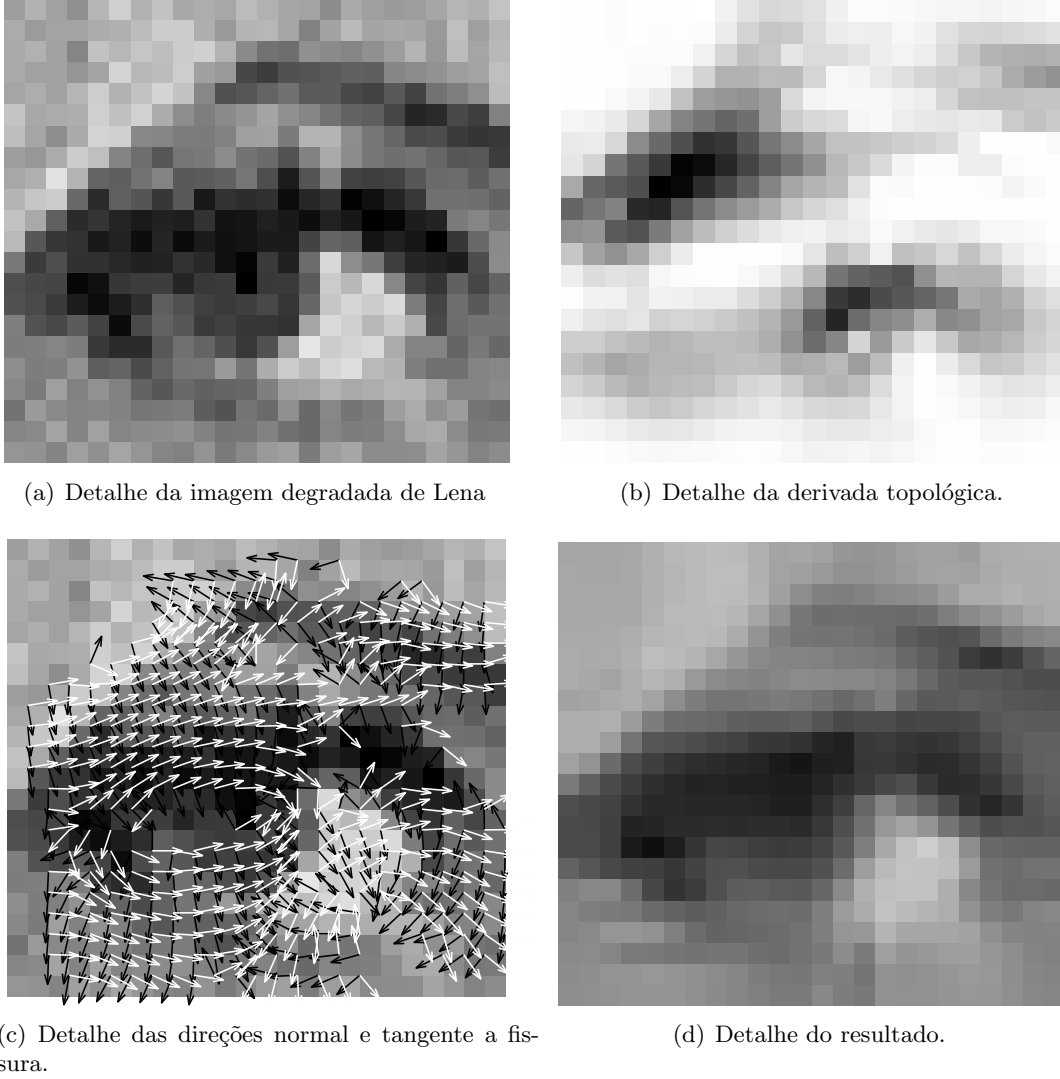 (a) Detalhe da imagem degradada de Lena
(b) Detalhe da derivada topológica.
(c) Detalhe das direções normal e tangente a fis-
sura.
(d) Detalhe do resultado.